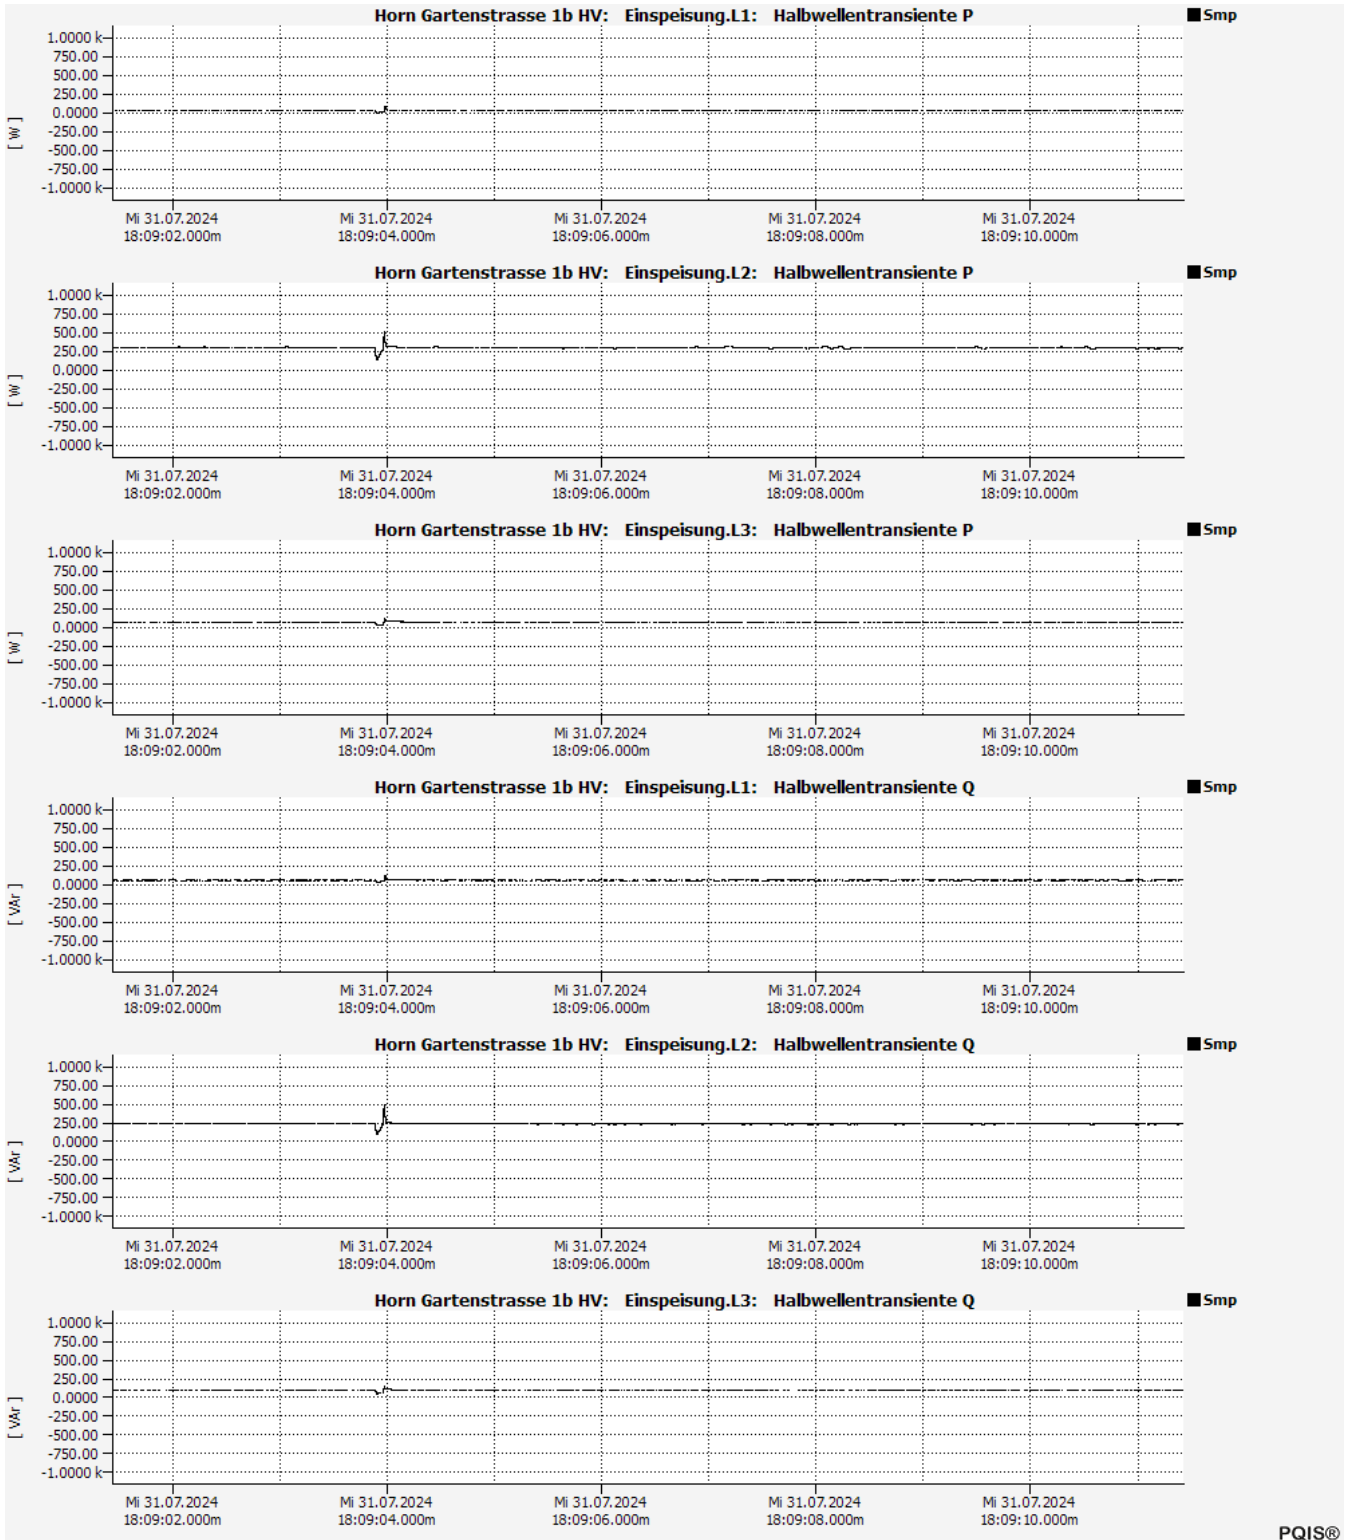 Horn Gartenstrasse 1b HV: Einspeisung.L1: Halbwellentransiente P
Smp
1.0000 k
750.00
500.00
250.00
0.0000
-250.00
-500.00
-750.00
-1.0000 k
[ W ]
Mi 31.07.2024 Mi 31.07.2024 Mi 31.07.2024 Mi 31.07.2024 Mi 31.07.2024
18:09:02.000m 18:09:04.000m 18:09:06.000m 18:09:08.000m 18:09:10.000m
Horn Gartenstrasse 1b HV: Einspeisung.L2: Halbwellentransiente P
Smp
1.0000 k
750.00
500.00
250.00
0.0000
-250.00
-500.00
-750.00
-1.0000 k
[ W ]
Mi 31.07.2024 Mi 31.07.2024 Mi 31.07.2024 Mi 31.07.2024 Mi 31.07.2024
18:09:02.000m 18:09:04.000m 18:09:06.000m 18:09:08.000m 18:09:10.000m
Horn Gartenstrasse 1b HV: Einspeisung.L3: Halbwellentransiente P
Smp
1.0000 k
750.00
500.00
250.00
0.0000
-250.00
-500.00
-750.00
-1.0000 k
[ W ]
Mi 31.07.2024 Mi 31.07.2024 Mi 31.07.2024 Mi 31.07.2024 Mi 31.07.2024
18:09:02.000m 18:09:04.000m 18:09:06.000m 18:09:08.000m 18:09:10.000m
Horn Gartenstrasse 1b HV: Einspeisung.L1: Halbwellentransiente Q
Smp
1.0000 k
750.00
500.00
250.00
0.0000
-250.00
-500.00
-750.00
-1.0000 k
[ VAr ]
Mi 31.07.2024 Mi 31.07.2024 Mi 31.07.2024 Mi 31.07.2024 Mi 31.07.2024
18:09:02.000m 18:09:04.000m 18:09:06.000m 18:09:08.000m 18:09:10.000m
Horn Gartenstrasse 1b HV: Einspeisung.L2: Halbwellentransiente Q
Smp
1.0000 k
750.00
500.00
250.00
0.0000
-250.00
-500.00
-750.00
-1.0000 k
[ VAr ]
Mi 31.07.2024 Mi 31.07.2024 Mi 31.07.2024 Mi 31.07.2024 Mi 31.07.2024
18:09:02.000m 18:09:04.000m 18:09:06.000m 18:09:08.000m 18:09:10.000m
Horn Gartenstrasse 1b HV: Einspeisung.L3: Halbwellentransiente Q
Smp
1.0000 k
750.00
500.00
250.00
0.0000
-250.00
-500.00
-750.00
-1.0000 k
[ VAr ]
Mi 31.07.2024 Mi 31.07.2024 Mi 31.07.2024 Mi 31.07.2024 Mi 31.07.2024
18:09:02.000m 18:09:04.000m 18:09:06.000m 18:09:08.000m 18:09:10.000m
PQIS®